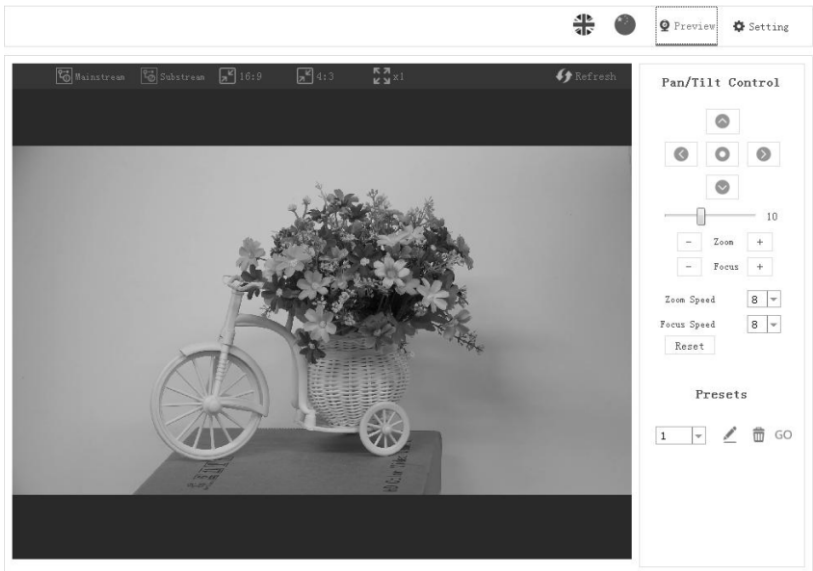 Preview Setting
Mainstream Substream 16:9 4:3 x1 Refresh
Pan/Tilt Control
10
- Zoom +
- Focus +
Zoom Speed 8
Focus Speed 8
Reset
Presets
1 GO